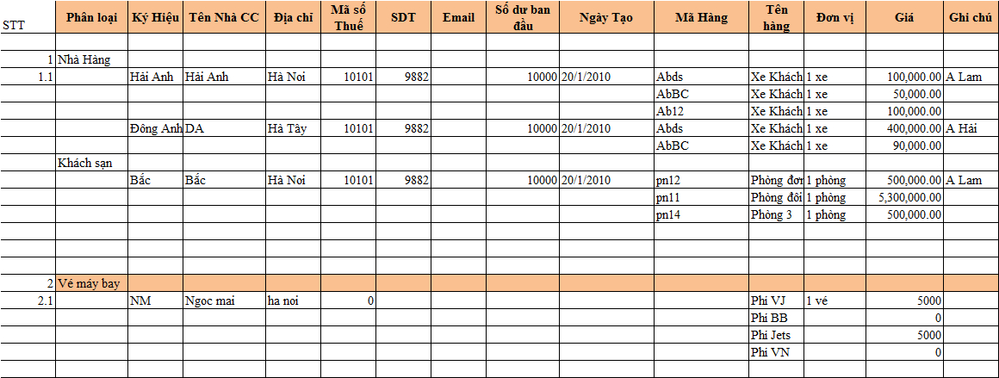 STT Phân loại Ký Hiệu Tên Nhà CC Địa chỉ Mã số Thuế SDT Email Số dư ban đầu Ngày Tạo Mã Hàng Tên hàng Đơn vị Giá Ghi chú
1 Nhà Hàng
1.1 Hải Anh Hải Anh Hà Noi 10101 9882 10000 20/1/2010 Abds Xe Khách 1 xe 100,000.00 A Lam
AbBC Xe Khách 1 xe 50,000.00
Ab12 Xe Khách 1 xe 100,000.00
Đông Anh DA Hà Tây 10101 9882 10000 20/1/2010 Abds Xe Khách 1 xe 400,000.00 A Hải
AbBC Xe Khách 1 xe 90,000.00
Khách sạn
Bắc Bắc Hà Noi 10101 9882 10000 20/1/2010 pn12 Phòng đơn 1 phòng 500,000.00 A Lam
pn11 Phòng đôi 1 phòng 5,300,000.00
pn14 Phòng 3 1 phòng 500,000.00
2 Vé máy bay
2.1 NM Ngoc mai ha noi 0 Phi VJ 1 vé 5000
Phi BB 0
Phi Jets 5000
Phi VN 0